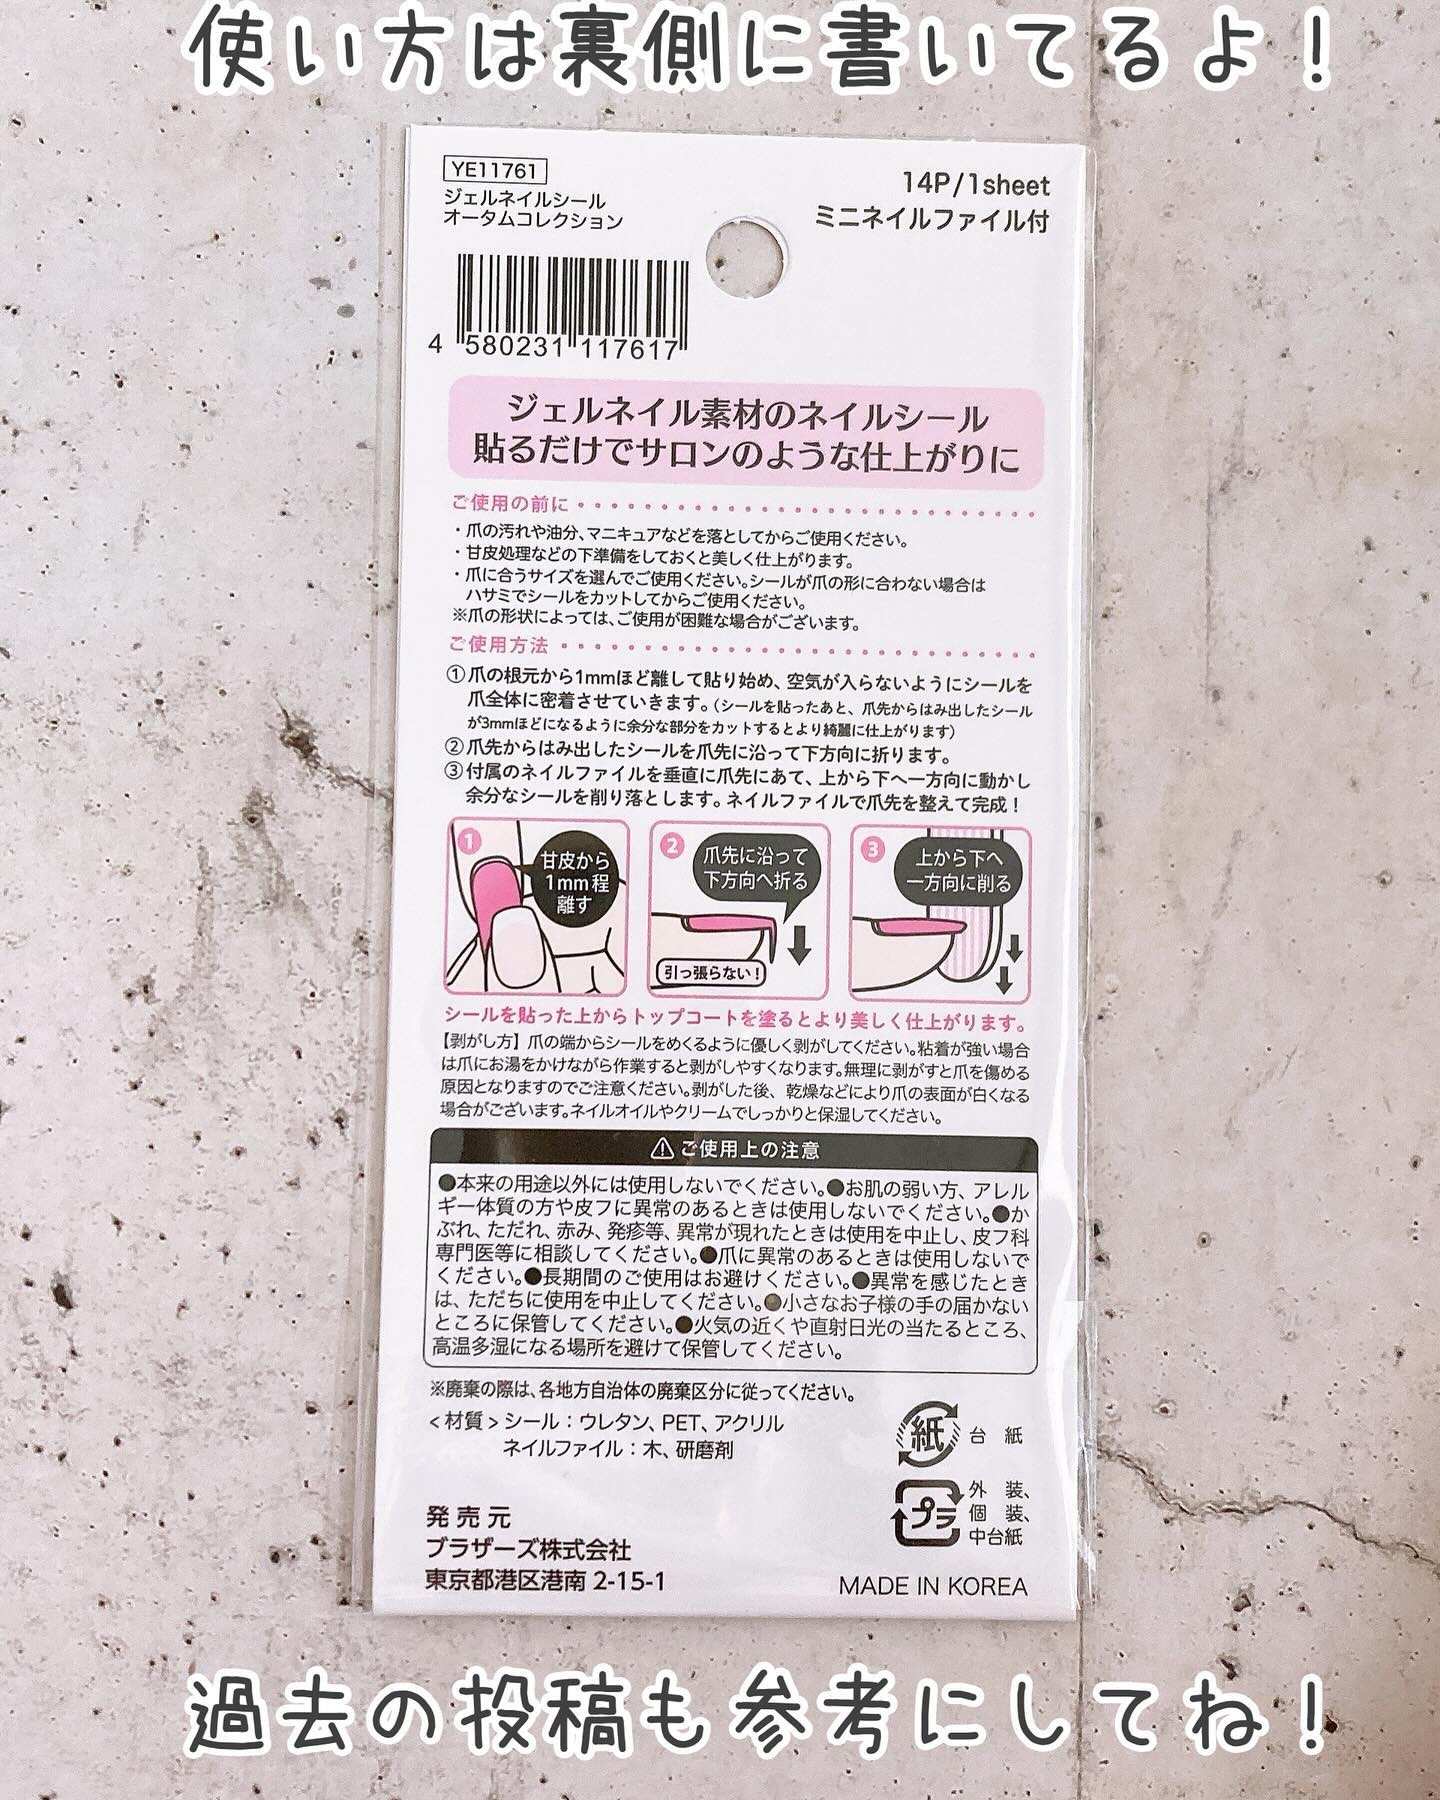 使い方は裏側に書いてるよ！
YE11761
ジェルネイルシール
オータムコレクション
14P/1sheet
ミニネイルファイル付
4 580231 117617
ジェルネイル素材のネイルシール
貼るだけでサロンのような仕上がりに
ご使用の前に
・爪の汚れや油分、マニキュアなどを落としてからご使用ください。
・甘皮処理などの下準備をしておくと美しく仕上がります。
・爪に合うサイズを選んでご使用ください。シールが爪の形に合わない場合は
ハサミでシールをカットしてからご使用ください。
※爪の形状によっては、ご使用が困難な場合がございます。
ご使用方法
①爪の根元から1mmほど離して貼り始め、空気が入らないようにシールを
爪全体に密着させていきます。（シールを貼ったあと、爪先からはみ出したシール
が3mmほどになるように余分な部分をカットするとより綺麗に仕上がります）
②爪先からはみ出したシールを爪先に沿って下方向に折ります。
③付属のネイルファイルを垂直に爪先にあて、上から下へ一方向に動かし
余分なシールを削り落とします。ネイルファイルで爪先を整えて完成！
1
甘皮から
1mm程
離す
2
爪先に沿って
下方向へ折る
引っ張らない！
3
上から下へ
一方向に削る
シールを貼った上からトップコートを塗るとより美しく仕上がります。
【剥がし方】爪の端からシールをめくるように優しく剥がしてください。粘着が強い場合
は爪にお湯をかけながら作業すると剥がしやすくなります。無理に剥がすと爪を傷める
原因となりますのでご注意ください。剥がした後、乾燥などにより爪の表面が白くなる
場合がございます。ネイルオイルやクリームでしっかりと保湿してください。
⚠ご使用上の注意
●本来の用途以外には使用しないでください。●お肌の弱い方、アレル
ギー体質の方や皮フに異常のあるときは使用しないでください。●か
ぶれ、ただれ、赤み、発疹等、異常が現れたときは使用を中止し、皮フ科
専門医等に相談してください。●爪に異常のあるときは使用しないで
ください。●長期間のご使用はお避けください。●異常を感じたとき
は、ただちに使用を中止してください。●小さなお子様の手の届かない
ところに保管してください。●火気の近くや直射日光の当たるところ、
高温多湿になる場所を避けて保管してください。
※廃棄の際は、各地方自治体の廃棄区分に従ってください。
＜材質＞シール：ウレタン、PET、アクリル
ネイルファイル：木、研磨剤
紙 台 紙
プラ 外 装、
個 装、
中台紙
発売元
ブラザーズ株式会社
東京都港区港南 2-15-1
MADE IN KOREA
過去の投稿も参考にしてね！